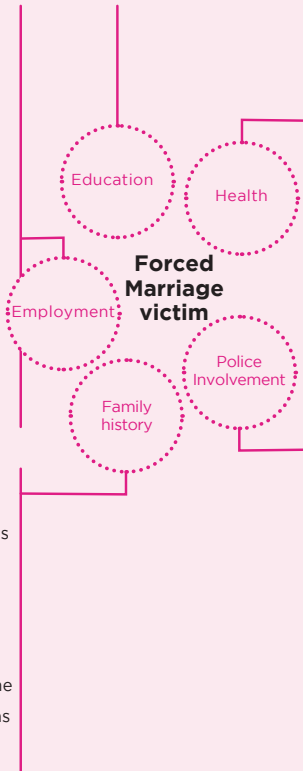 Education
Health
Forced
Marriage
victim
Employment
Police
Involvement
Family
history